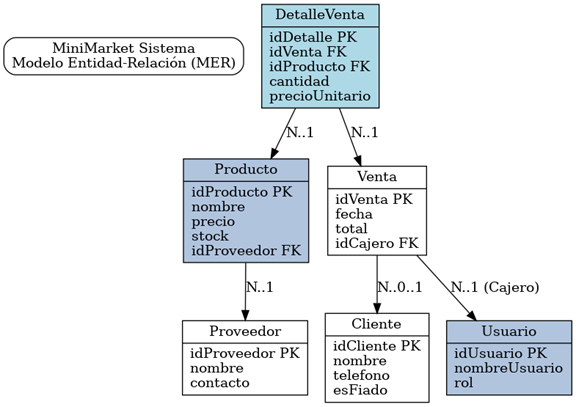 MiniMarket Sistema
Modelo Entidad-Relación (MER)
DetalleVenta
idDetalle PK
idVenta FK
idProducto FK
cantidad
precioUnitario
N..1
N..1
Producto
idProducto PK
nombre
precio
stock
idProveedor FK
Venta
idVenta PK
fecha
total
idCajero FK
N..1
N..0..1
N..1 (Cajero)
Proveedor
idProveedor PK
nombre
contacto
Cliente
idCliente PK
nombre
telefono
esFiado
Usuario
idUsuario PK
nombreUsuario
rol